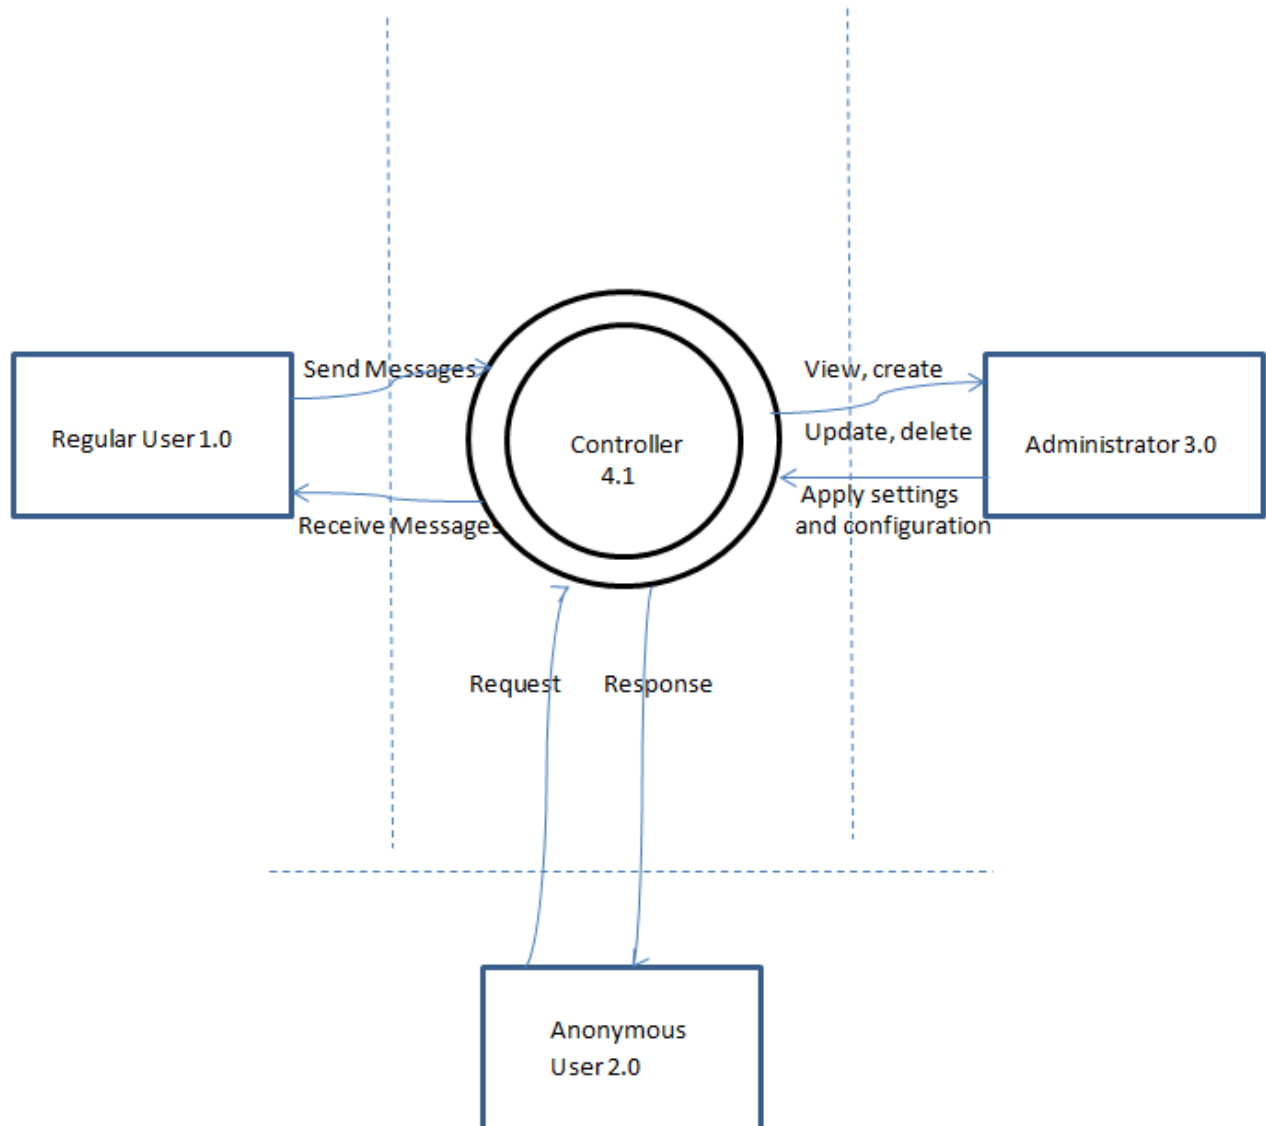 Send Messages
View, create
Regular User 1.0
Controller
4.1
Update, delete
Administrator 3.0
Receive Messages
Apply settings
and configuration
Request
Response
Anonymous
User 2.0